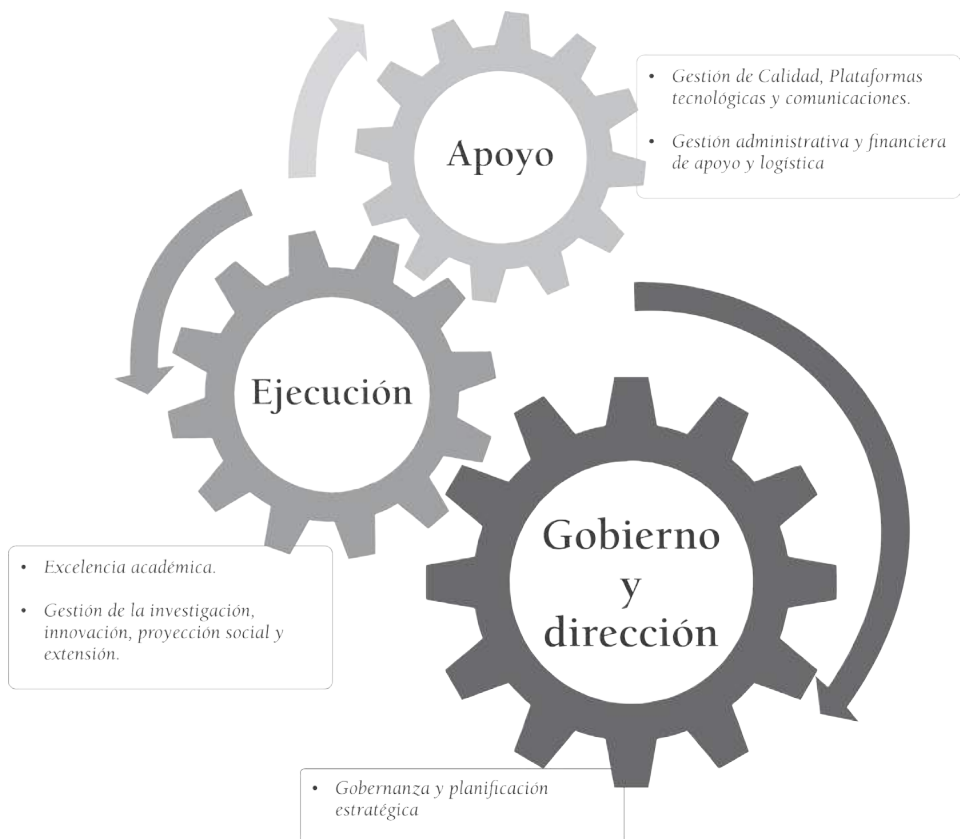 Apoyo
• Gestión de Calidad, Plataformas
tecnológicas y comunicaciones.
• Gestión administrativa y financiera
de apoyo y logística
Ejecución
• Excelencia académica.
• Gestión de la investigación,
innovación, proyección social y
extensión.
Gobierno
y
dirección
• Gobernanza y planificación
estratégica